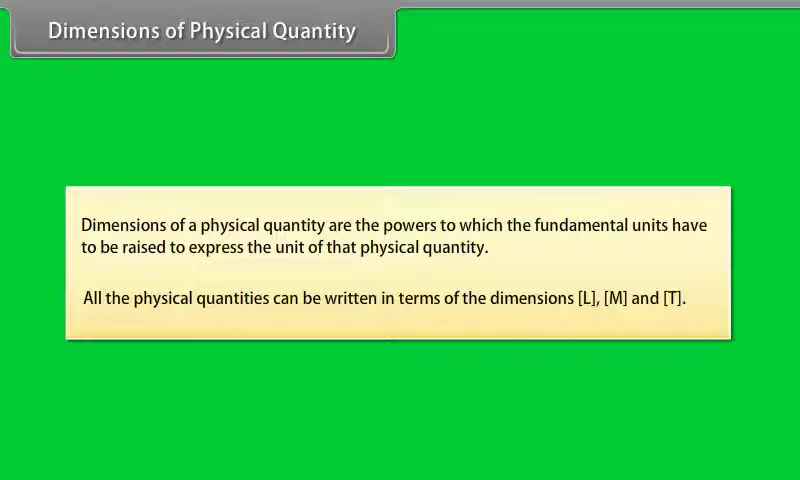 Dimensions of Physical Quantity
Dimensions of a physical quantity are the powers to which the fundamental units have
to be raised to express the unit of that physical quantity.
All the physical quantities can be written in terms of the dimensions [L], [M] and [T].